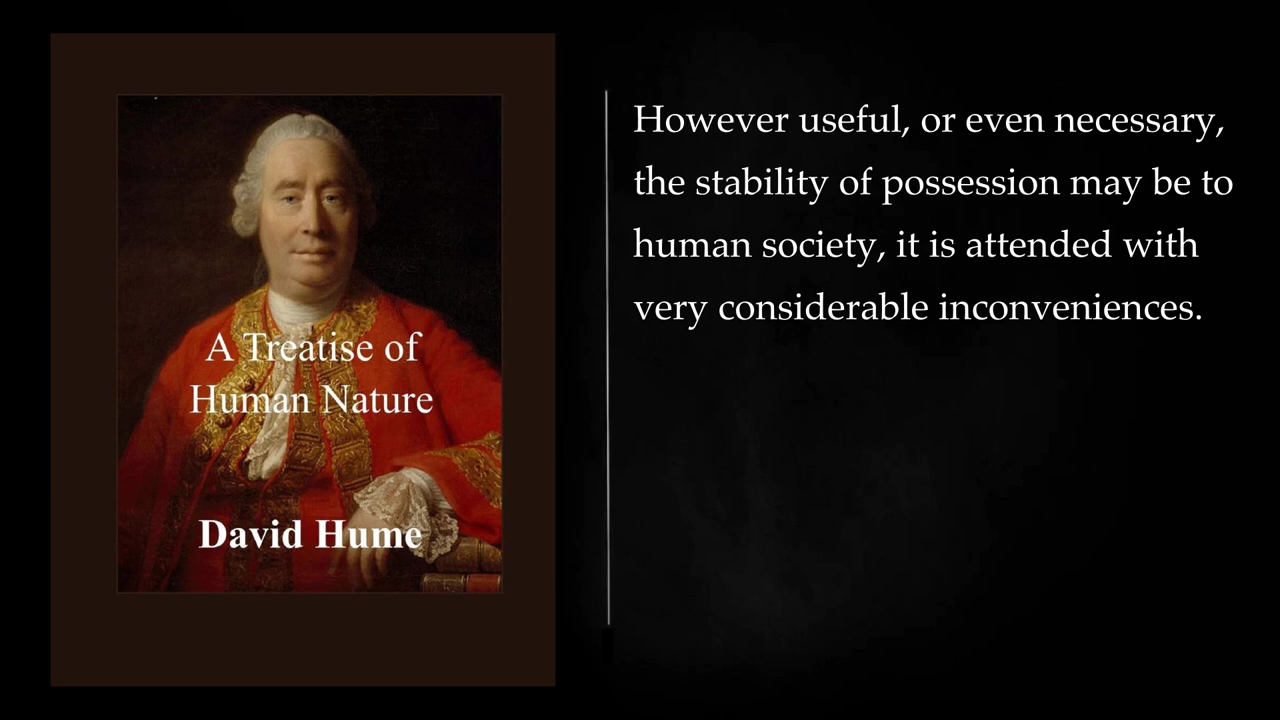 A Treatise of
Human Nature
David Hume
However useful, or even necessary,
the stability of possession may be to
human society, it is attended with
very considerable inconveniences.